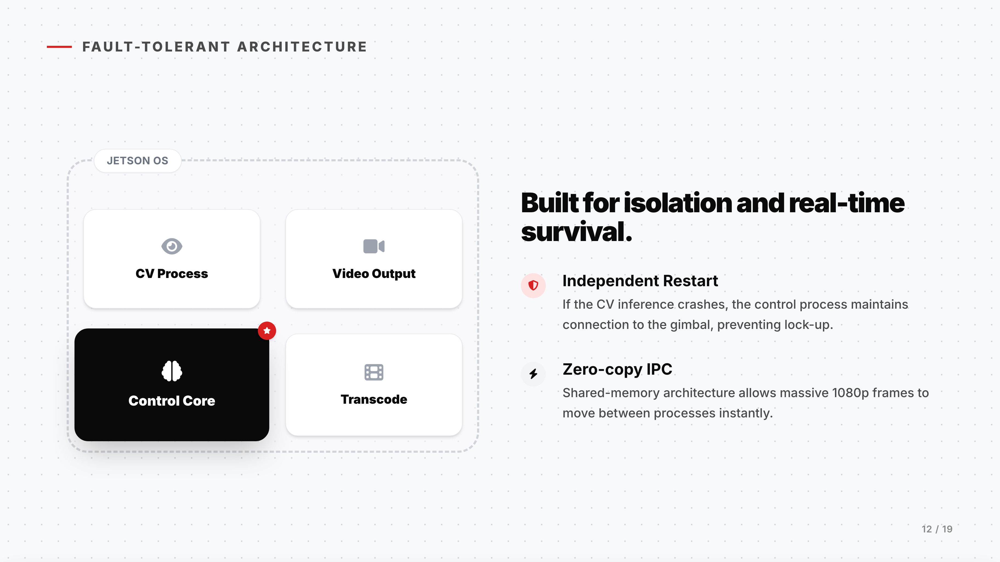 FAULT-TOLERANT ARCHITECTURE
JETSON OS
CV Process
Video Output
Control Core
Transcode
Built for isolation and real-time
survival.
Independent Restart
If the CV inference crashes, the control process maintains
connection to the gimbal, preventing lock-up.
Zero-copy IPC
Shared-memory architecture allows massive 1080p frames to
move between processes instantly.
12 / 19